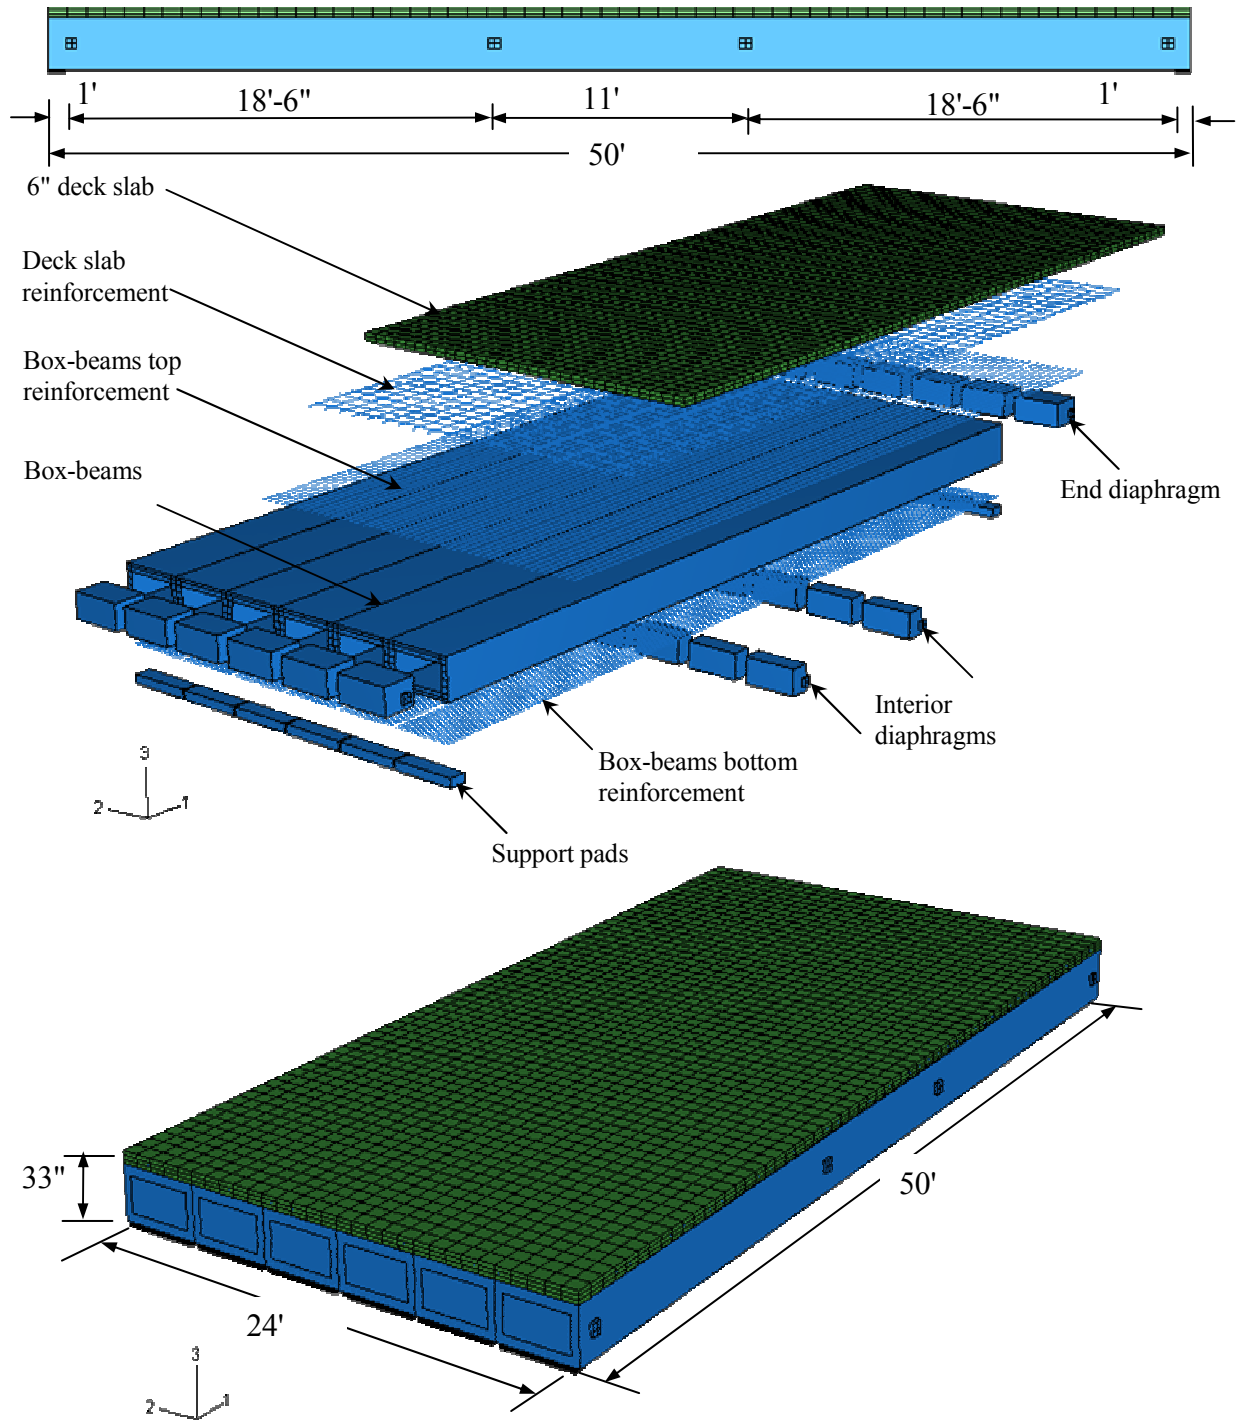 1'
18'-6"
11'
18'-6"
1'
50'
6" deck slab
Deck slab
reinforcement
Box-beams top
reinforcement
Box-beams
End diaphragm
Interior
diaphragms
Box-beams bottom
reinforcement
Support pads
3
2
1
33"
50'
24'
3
2
1